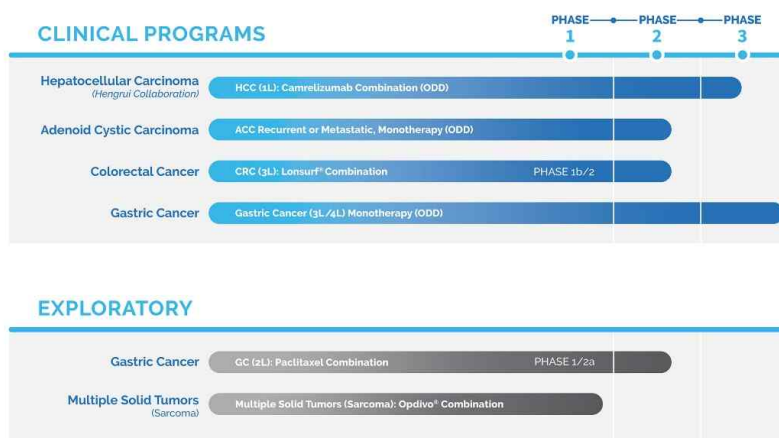 PHASE PHASE PHASE
CLINICAL PROGRAMS
1 2 3
Hepatocellular Carcinoma
(Hengrui Collaboration)
HCC (1L): Camrelizumab Combination (ODD)
Adenoid Cystic Carcinoma
ACC Recurrent or Metastatic, Monotherapy (ODD)
Colorectal Cancer
CRC (3L): Lonsurf® Combination
PHASE 1b/2
Gastric Cancer
Gastric Cancer (3L/4L) Monotherapy (ODD)
EXPLORATORY
Gastric Cancer
GC (2L): Paclitaxel Combination
PHASE 1/2a
Multiple Solid Tumors
(Sarcoma)
Multiple Solid Tumors (Sarcoma): Opdivo® Combination